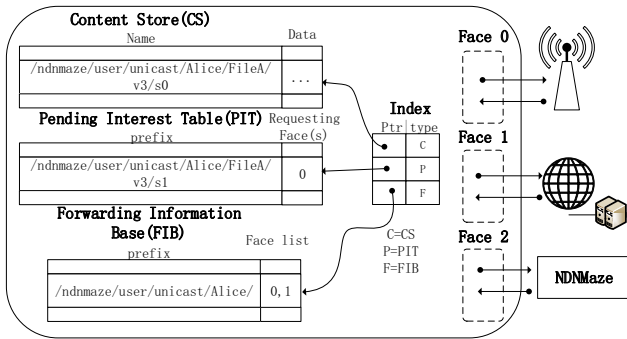 Content Store(CS)
Name
Data
/ndnmaze/user/unicast/Alice/FileA/
v3/s0
...
Pending Interest Table(PIT)
Requesting
Face(s)
prefix
/ndnmaze/user/unicast/Alice/FileA/
v3/s1
0
Forwarding Information
Base(FIB)
Face list
prefix
/ndnmaze/user/unicast/Alice/
0,1
Index
Ptr type
C
P
F
C=CS
P=PIT
F=FIB
Face 0
Face 1
Face 2
NDNMaze